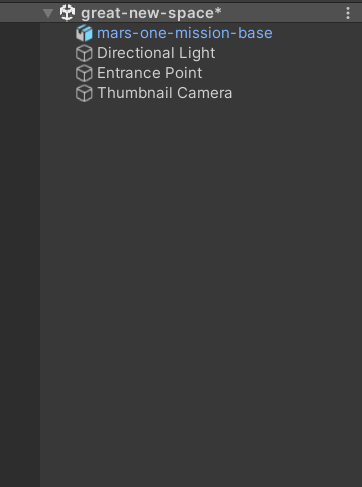 great-new-space*
mars-one-mission-base
Directional Light
Entrance Point
Thumbnail Camera